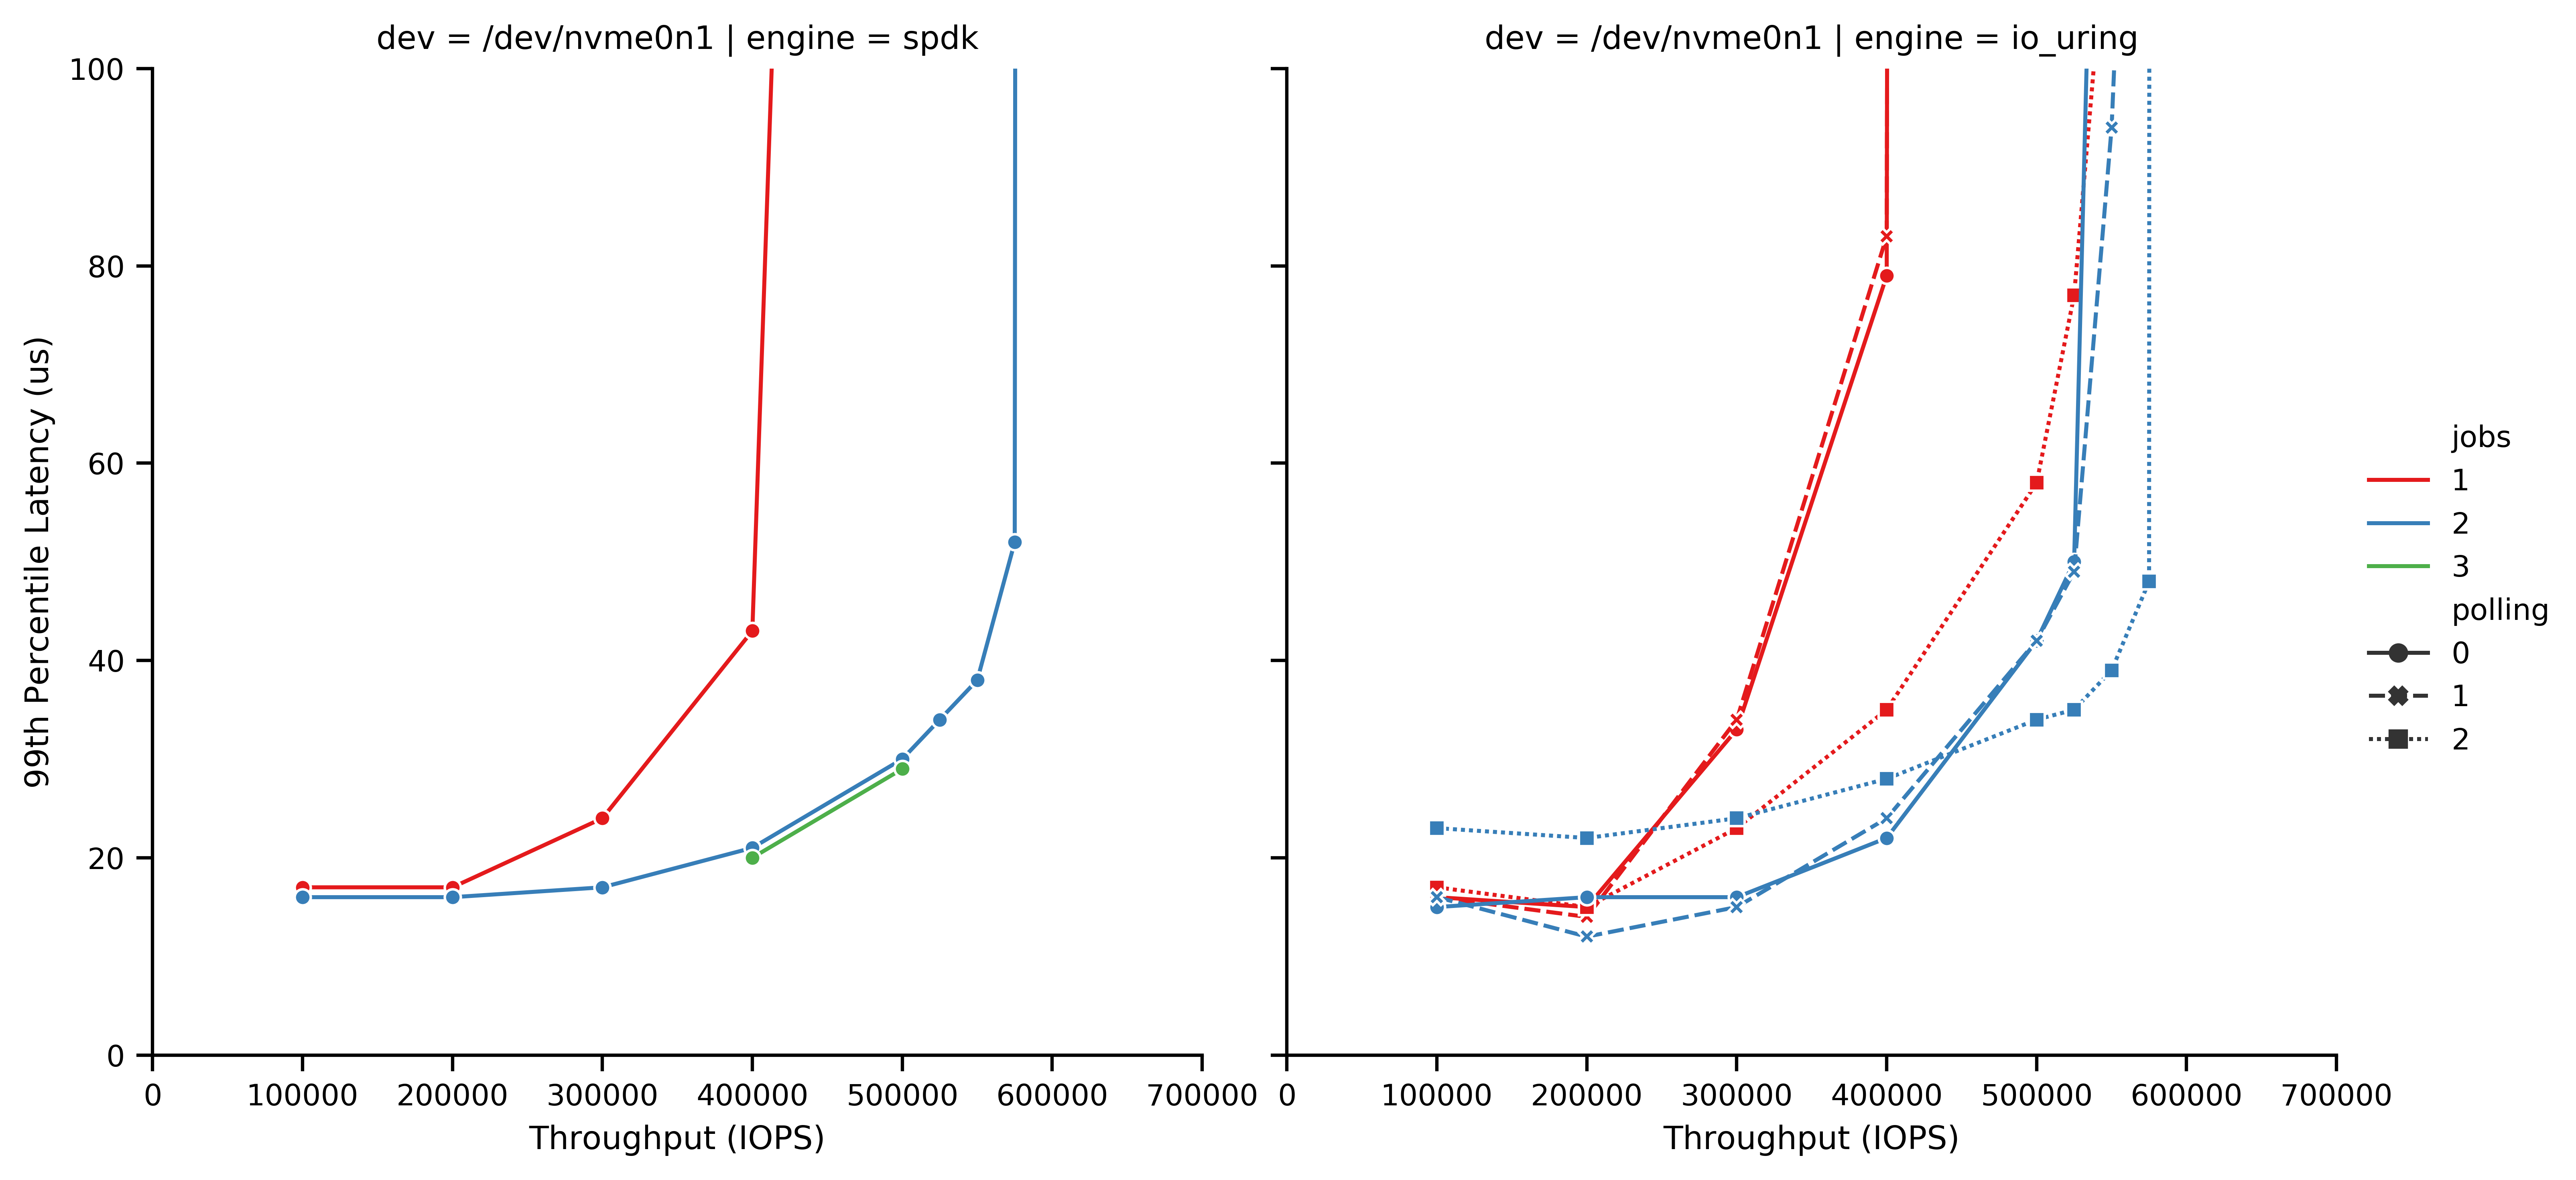 dev = /dev/nvme0n1 | engine = spdk
dev = /dev/nvme0n1 | engine = io_uring
99th Percentile Latency (us)
100
80
60
40
20
0
0 100000 200000 300000 400000 500000 600000 700000
Throughput (IOPS)
0 100000 200000 300000 400000 500000 600000 700000
Throughput (IOPS)
jobs
1
2
3
polling
0
1
2